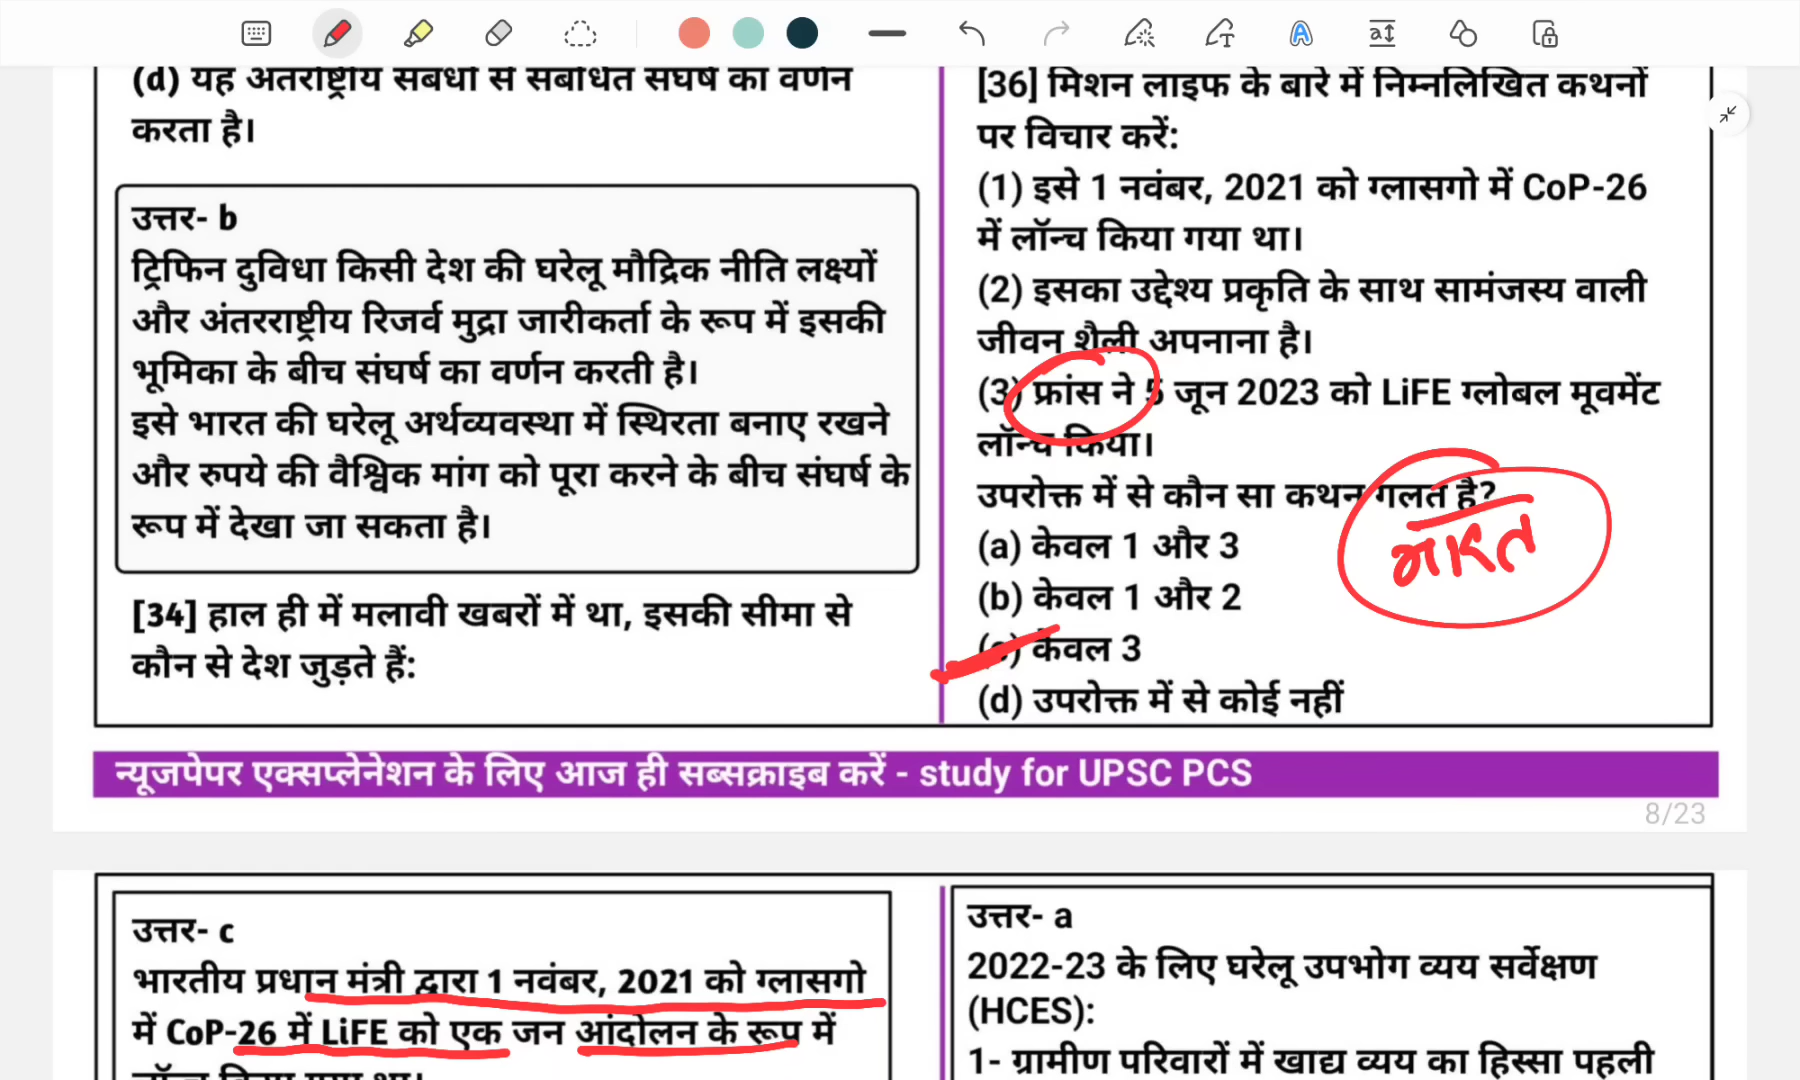 (d) यह अंतर्राष्ट्रीय संबंधों से संबंधित संघर्ष का वर्णन
करता है।
उत्तर- b
ट्रिफिन दुविधा किसी देश की घरेलू मौद्रिक नीति लक्ष्यों
और अंतरराष्ट्रीय रिजर्व मुद्रा जारीकर्ता के रूप में इसकी
भूमिका के बीच संघर्ष का वर्णन करती है।
इसे भारत की घरेलू अर्थव्यवस्था में स्थिरता बनाए रखने
और रुपये की वैश्विक मांग को पूरा करने के बीच संघर्ष के
रूप में देखा जा सकता है।
[34] हाल ही में मलावी खबरों में था, इसकी सीमा से
कौन से देश जुड़ते हैं:
[36] मिशन लाइफ के बारे में निम्नलिखित कथनों
पर विचार करें:
(1) इसे 1 नवंबर, 2021 को ग्लासगो में CoP-26
में लॉन्च किया गया था।
(2) इसका उद्देश्य प्रकृति के साथ सामंजस्य वाली
जीवन शैली अपनाना है।
(3) फ्रांस ने 5 जून 2023 को LiFE ग्लोबल मूवमेंट
लॉन्च किया।
उपरोक्त में से कौन सा कथन गलत है?
भारत
(a) केवल 1 और 3
(b) केवल 1 और 2
(c) केवल 3
(d) उपरोक्त में से कोई नहीं
न्यूजपेपर एक्सप्लेनेशन के लिए आज ही सब्सक्राइब करें - study for UPSC PCS
8/23
उत्तर- c
भारतीय प्रधान मंत्री द्वारा 1 नवंबर, 2021 को ग्लासगो
में CoP-26 में LiFE को एक जन आंदोलन के रूप में
लॉन्च किया गया था।
उत्तर- a
2022-23 के लिए घरेलू उपभोग व्यय सर्वेक्षण
(HCES):
1- ग्रामीण परिवारों में खाद्य व्यय का हिस्सा पहली